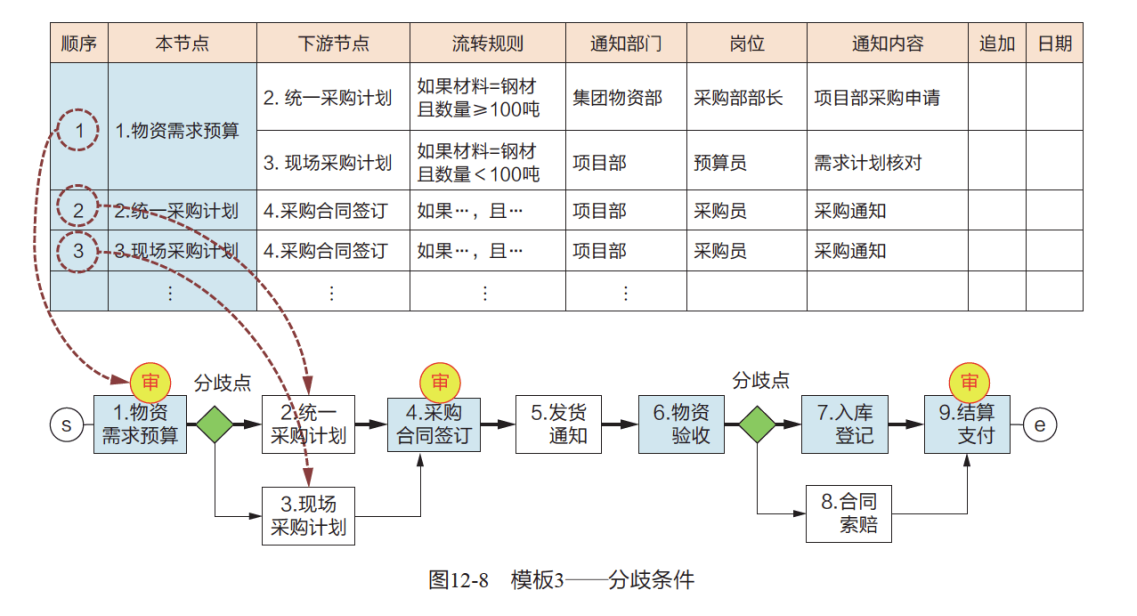 顺序 本节点 下游节点 流转规则 通知部门 岗位 通知内容 追加 日期
1 1.物资需求预算 2. 统一采购计划 如果材料=钢材 集团物资部 采购部部长 项目部采购申请
且数量≥100吨
3. 现场采购计划 如果材料=钢材 项目部 预算员 需求计划核对
且数量<100吨
2 2.统一采购计划 4.采购合同签订 如果…，且… 项目部 采购员 采购通知
3 3.现场采购计划 4.采购合同签订 如果…，且… 项目部 采购员 采购通知
⋮ ⋮ ⋮ ⋮
审 分歧点 审 分歧点 审
s 1.物资 2.统一 4.采购 5.发货 6.物资 7.入库 9.结算 e
需求预算 采购计划 合同签订 通知 验收 登记 支付
3.现场 8.合同
采购计划 索赔
图12-8 模板3——分歧条件